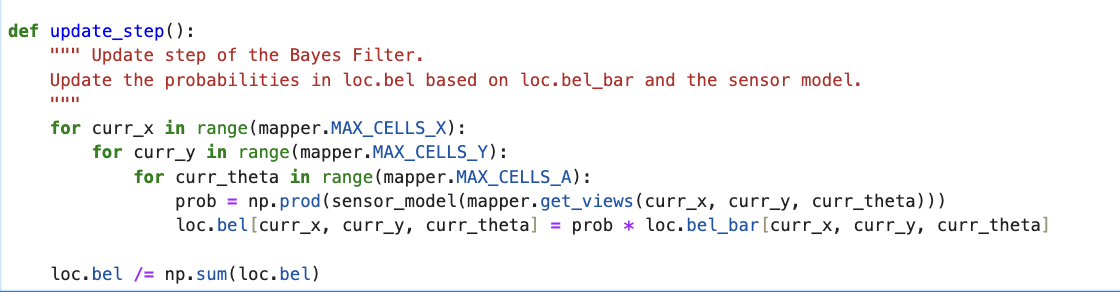 def update_step():
    """ Update step of the Bayes Filter.
    Update the probabilities in loc.bel based on loc.bel_bar and the sensor model.
    """
    for curr_x in range(mapper.MAX_CELLS_X):
        for curr_y in range(mapper.MAX_CELLS_Y):
            for curr_theta in range(mapper.MAX_CELLS_A):
                prob = np.prod(sensor_model(mapper.get_views(curr_x, curr_y, curr_theta)))
                loc.bel[curr_x, curr_y, curr_theta] = prob * loc.bel_bar[curr_x, curr_y, curr_theta]

    loc.bel /= np.sum(loc.bel)